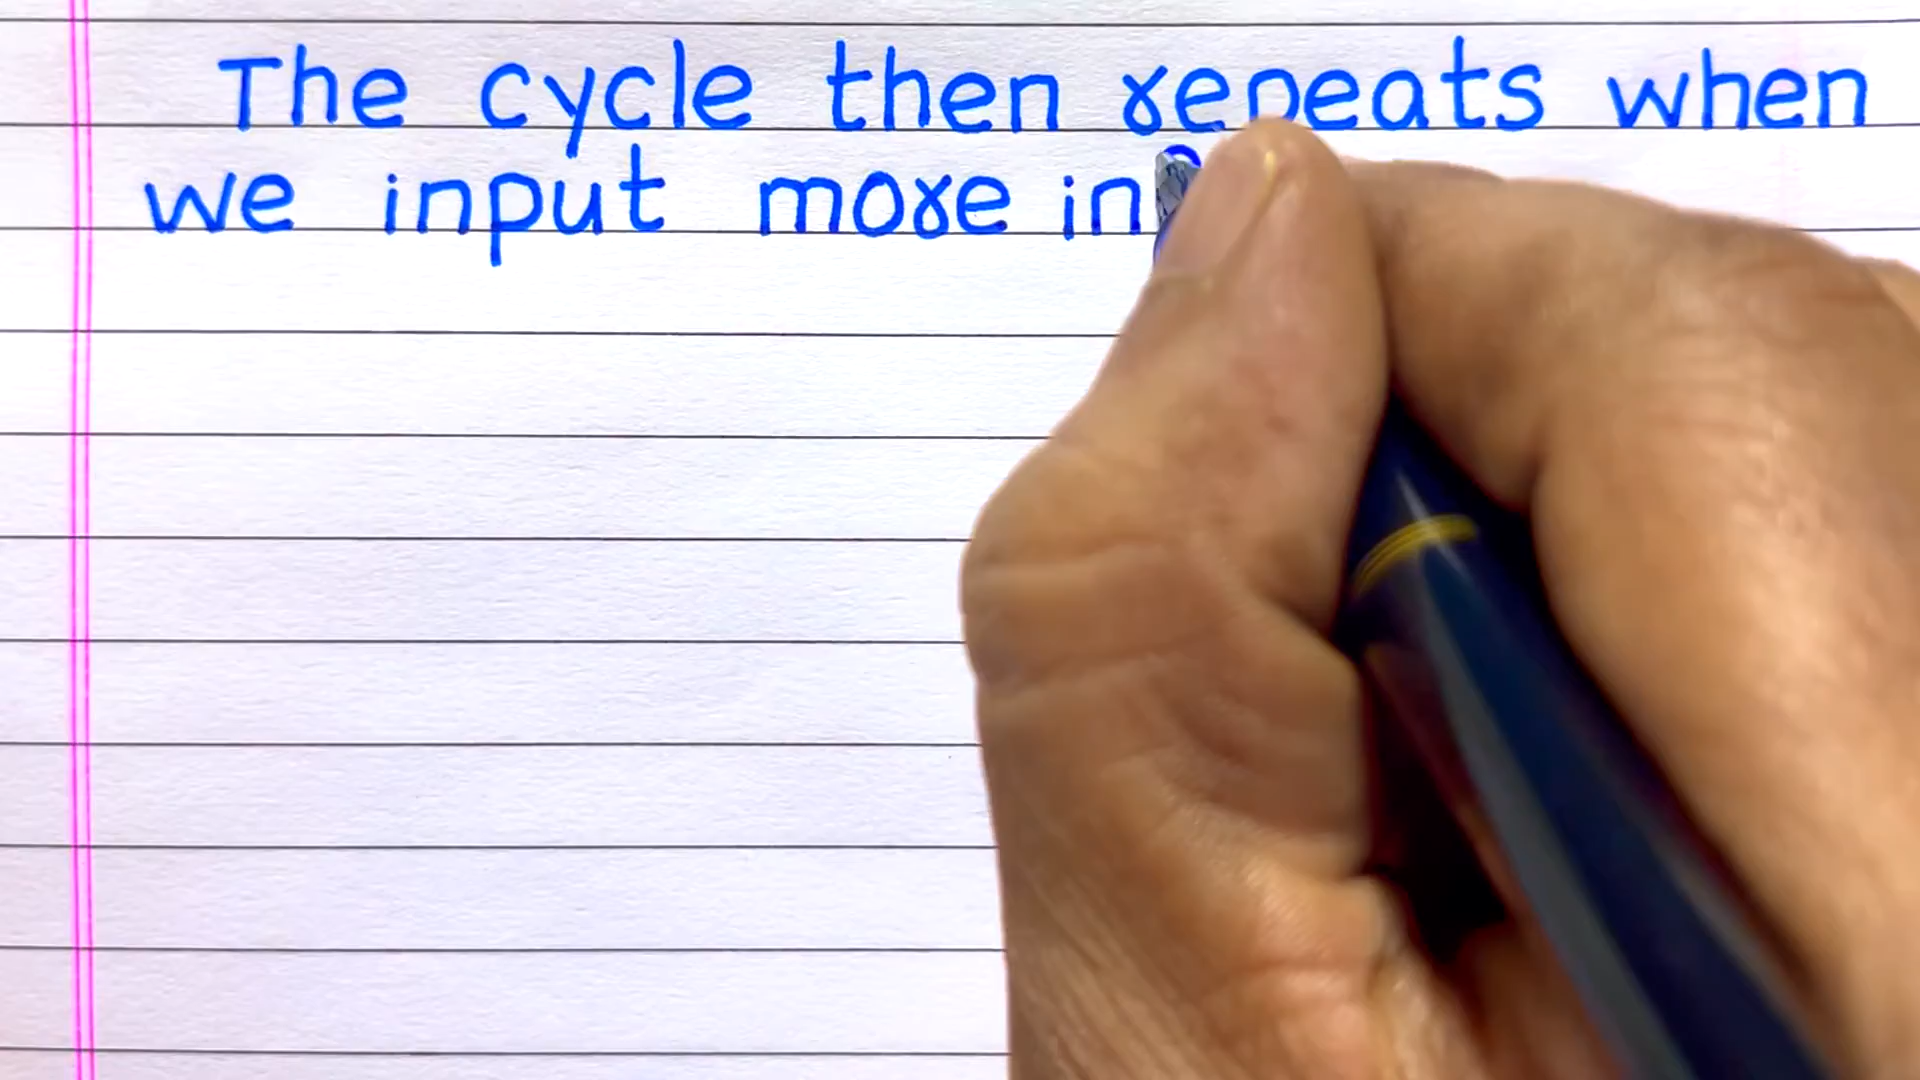 The cycle then repeats when
we input more in